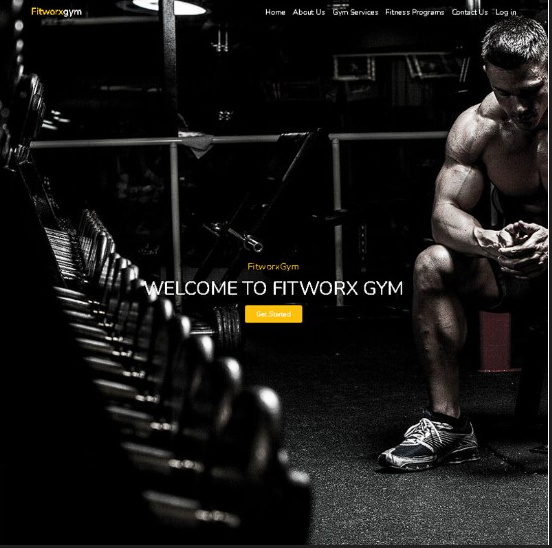 Fitworxgym
Home About Us Gym Services Fitness Programs Contact Us Log in
FitworxGym
WELCOME TO FITWORX GYM
Get Started